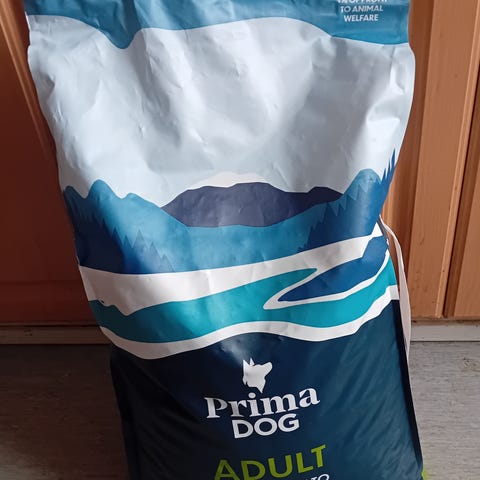 TO ANIMAL
WELFARE
Prima
DOG
ADULT